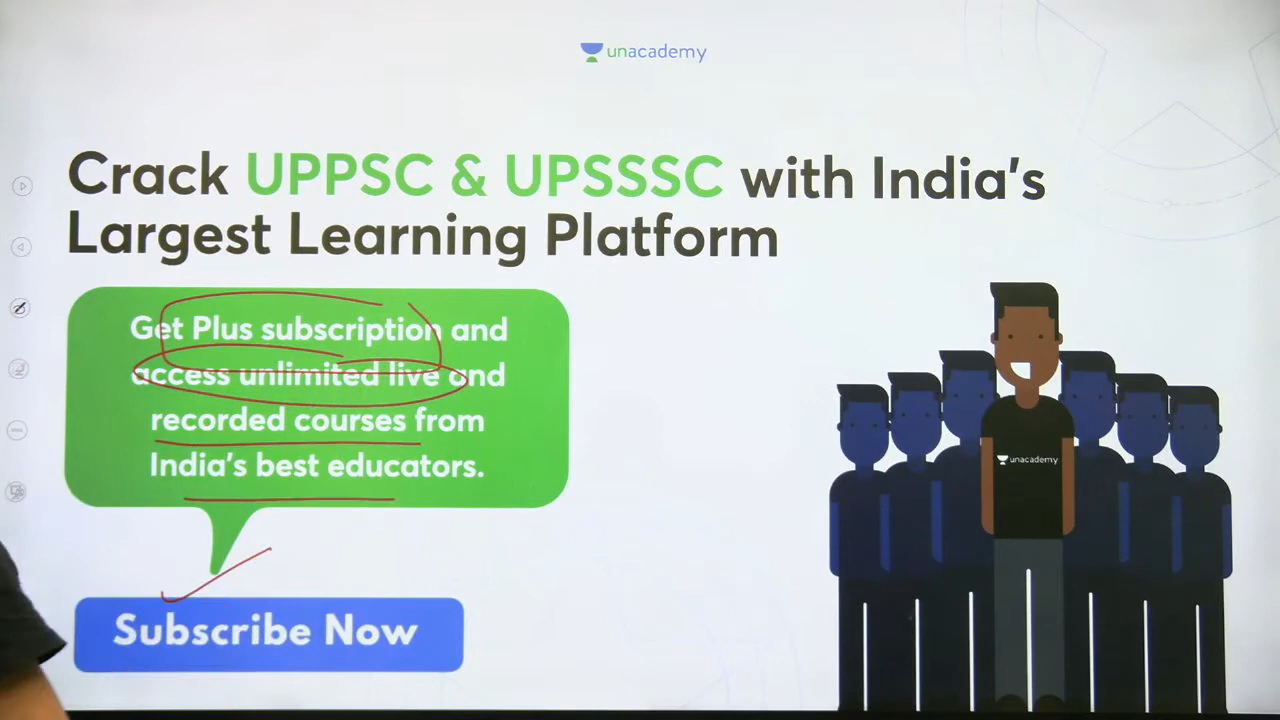 unacademy
Crack UPPSC & UPSSSC with India's
Largest Learning Platform
Get Plus subscription and
access unlimited live and
recorded courses from
India's best educators.
unacademy
Subscribe Now